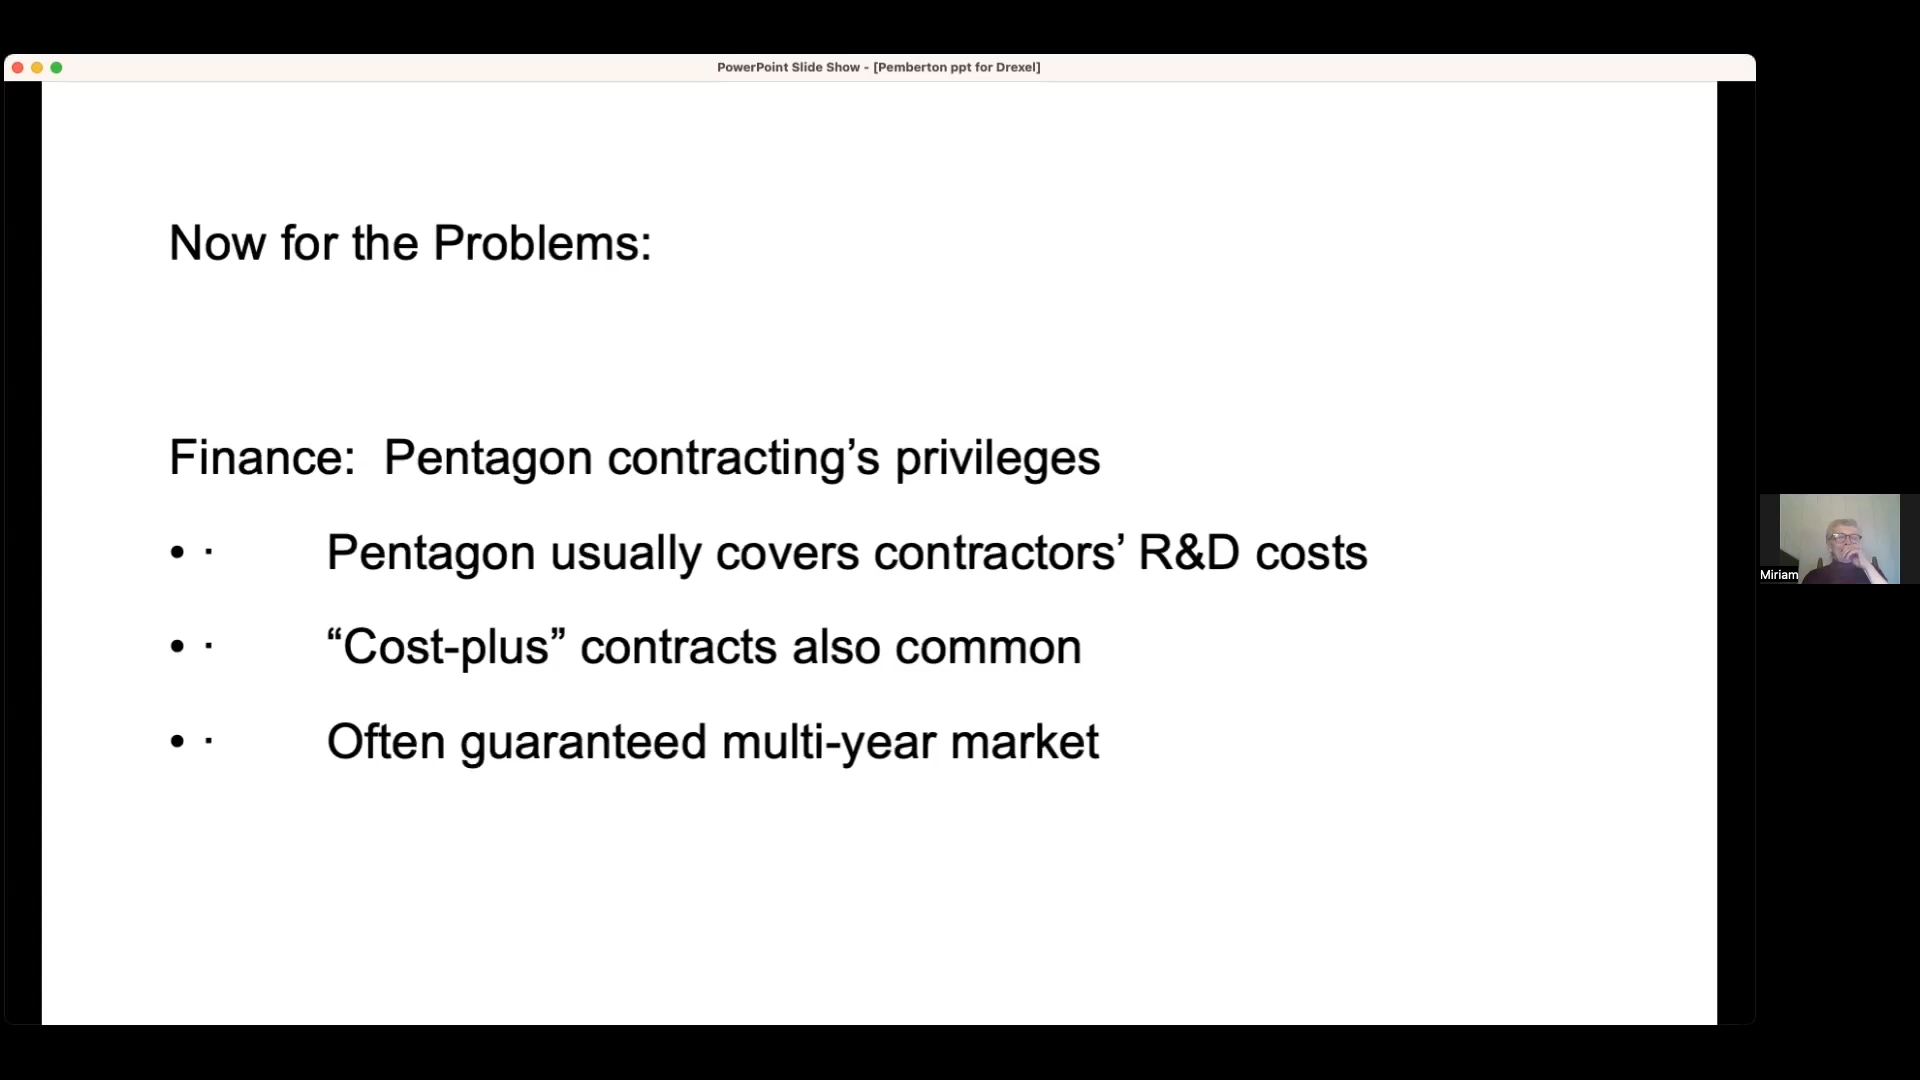 PowerPoint Slide Show - [Pemberton ppt for Drexel]
Now for the Problems:
Finance:  Pentagon contracting’s privileges
• · Pentagon usually covers contractors’ R&D costs
• · “Cost-plus” contracts also common
• · Often guaranteed multi-year market
Miriam